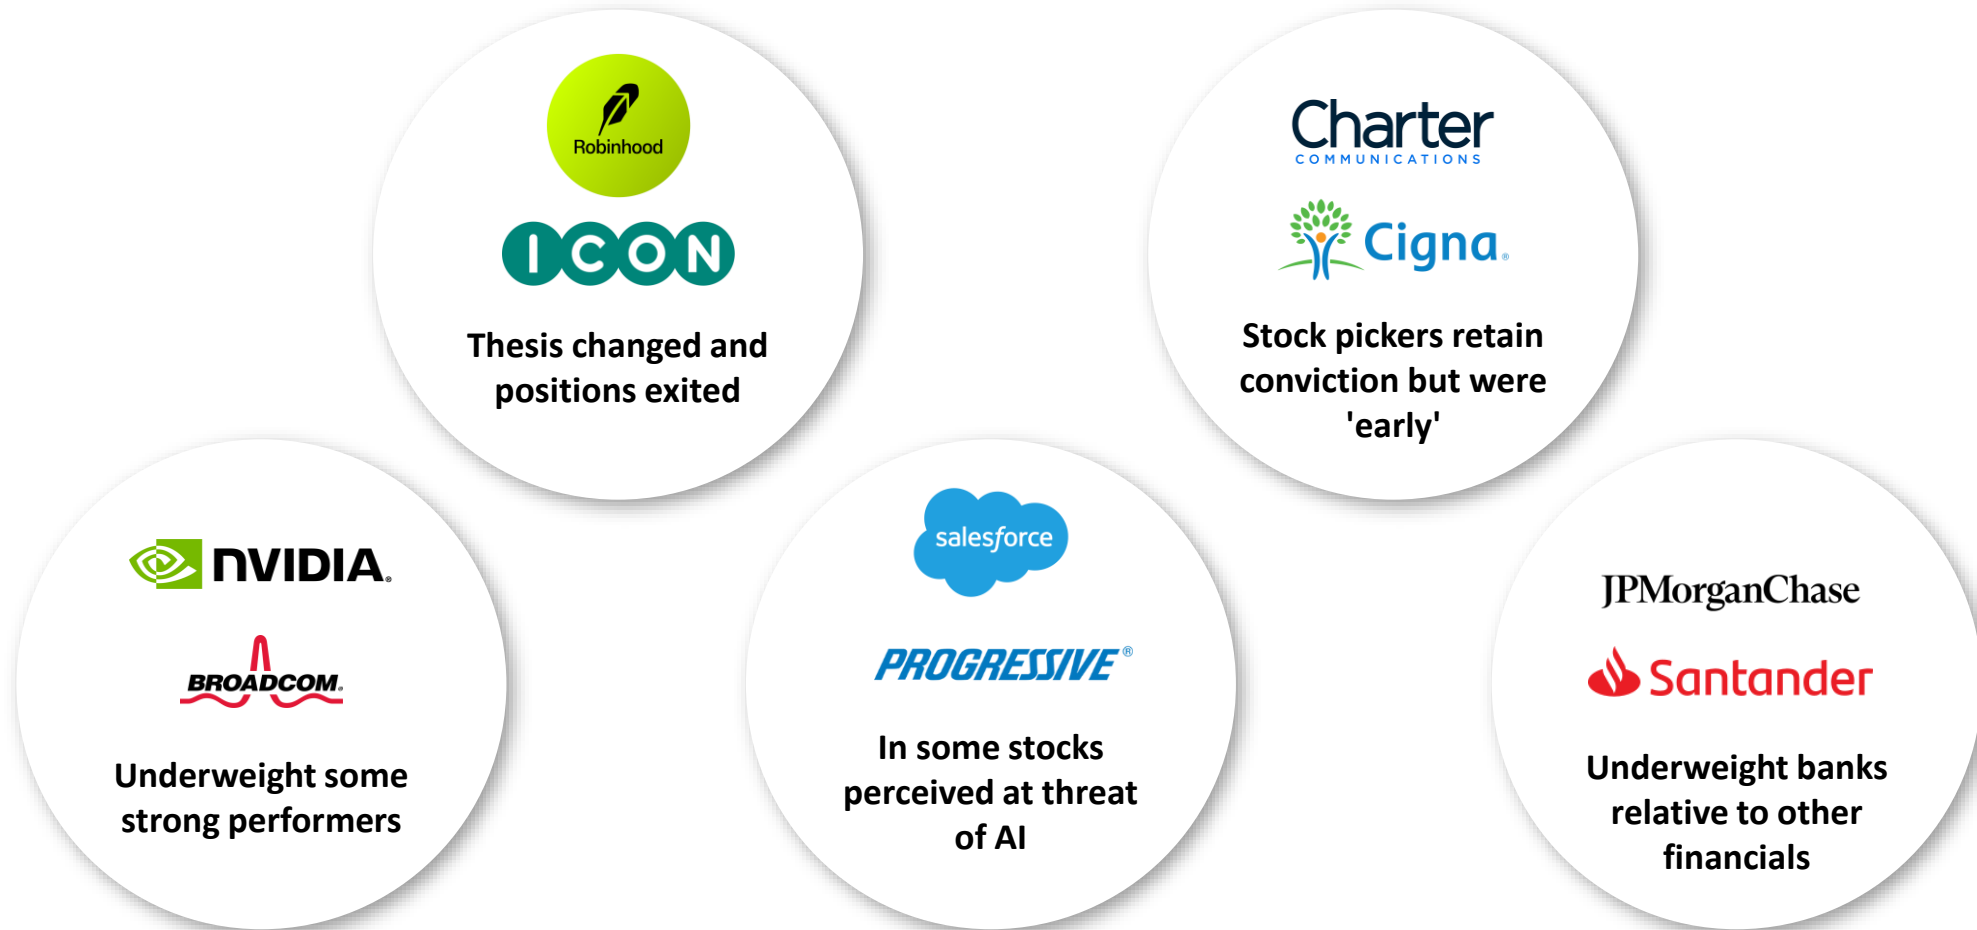 Robinhood
ICON
Thesis changed and
positions exited
Charter
COMMUNICATIONS
Cigna®
Stock pickers retain
conviction but were
'early'
NVIDIA®
BROADCOM®
Underweight some
strong performers
salesforce
PROGRESSIVE®
In some stocks
perceived at threat
of AI
JPMorganChase
Santander
Underweight banks
relative to other
financials